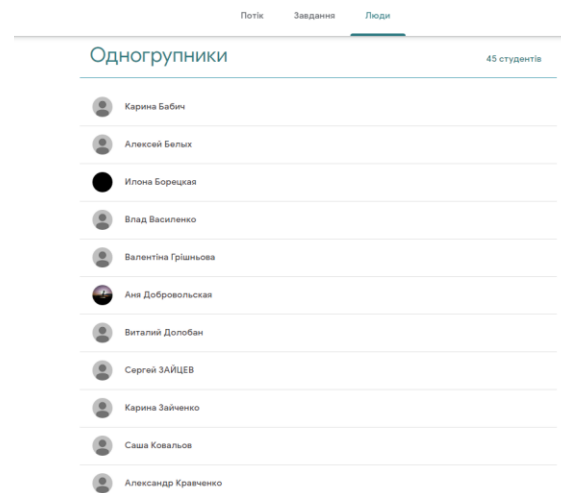 Потік Завдання Люди
Одногрупники 45 студентів
Карина Бабич
Алексей Белых
Илона Борецкая
Влад Василенко
Валентіна Грішньова
Аня Добровольская
Виталий Долобан
Сергей ЗАЙЦЕВ
Карина Зайченко
Саша Ковальов
Александр Кравченко